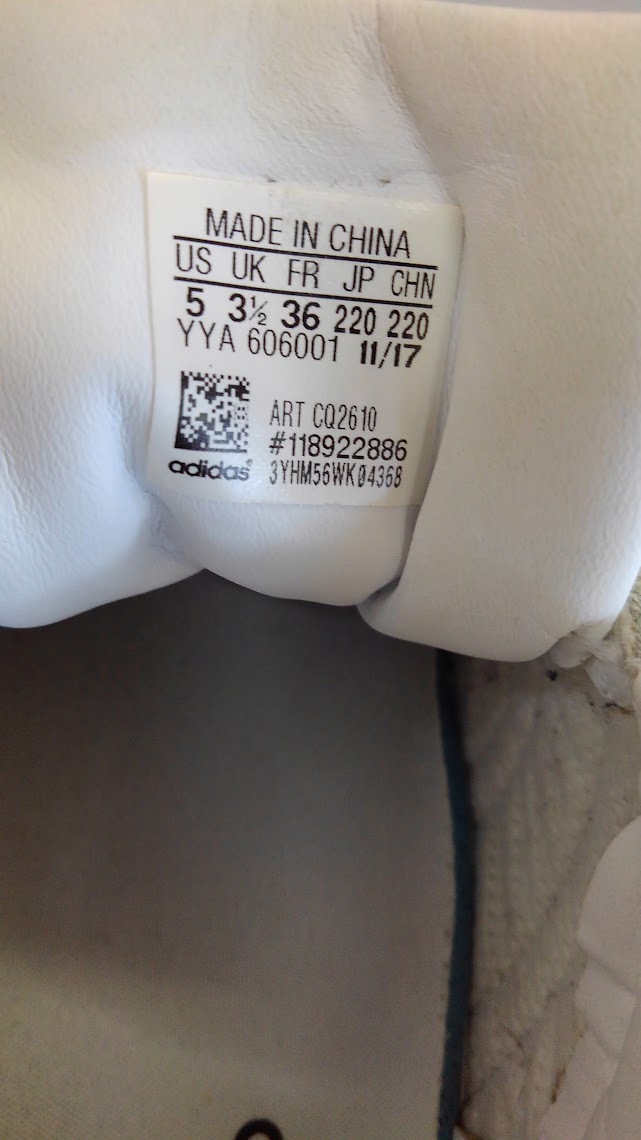 MADE IN CHINA
US UK FR JP CHN
5 3½ 36 220 220
YYA 606001 11/17
ART CQ2610
#118922886
adidas® 3YHM56WK04368